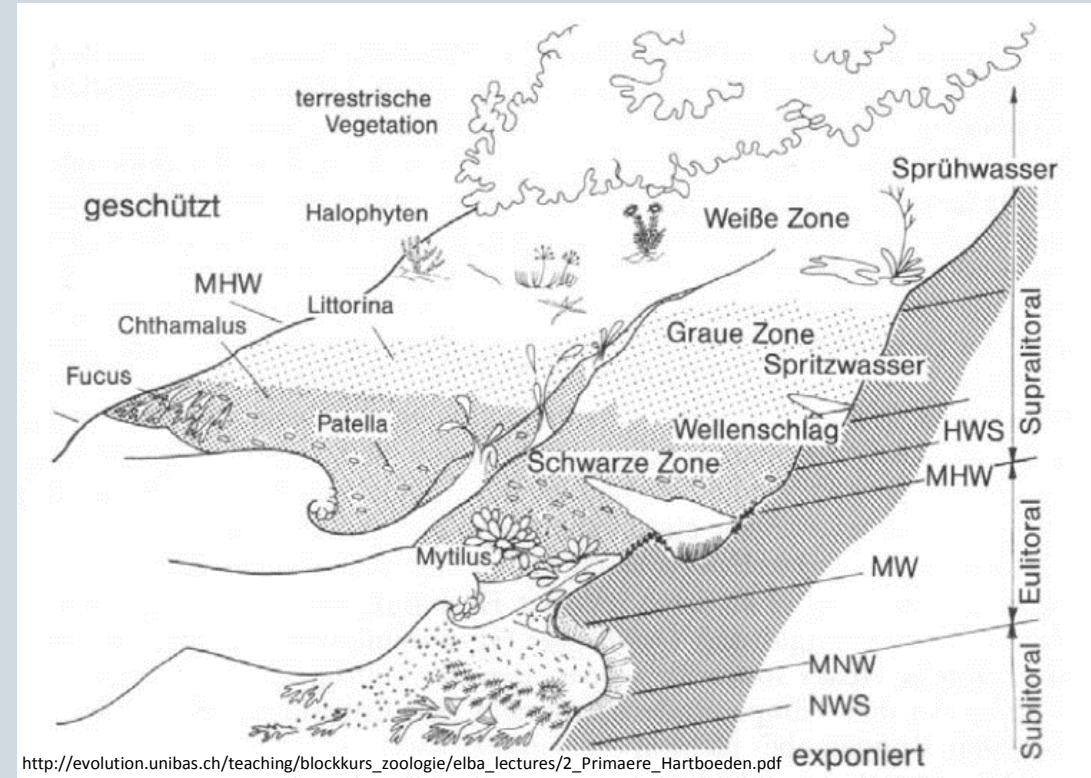 terrestrische
Vegetation
Sprühwasser
geschützt
Halophyten
Weiße Zone
MHW
Littorina
Chthamalus
Graue Zone
Spritzwasser
Fucus
Supralitoral
Patella
Wellenschlag
HWS
Schwarze Zone
MHW
Mytilus
Eulitoral
MW
MNW
NWS
Sublitoral
exponiert
http://evolution.unibas.ch/teaching/blockkurs_zoologie/elba_lectures/2_Primaere_Hartboeden.pdf